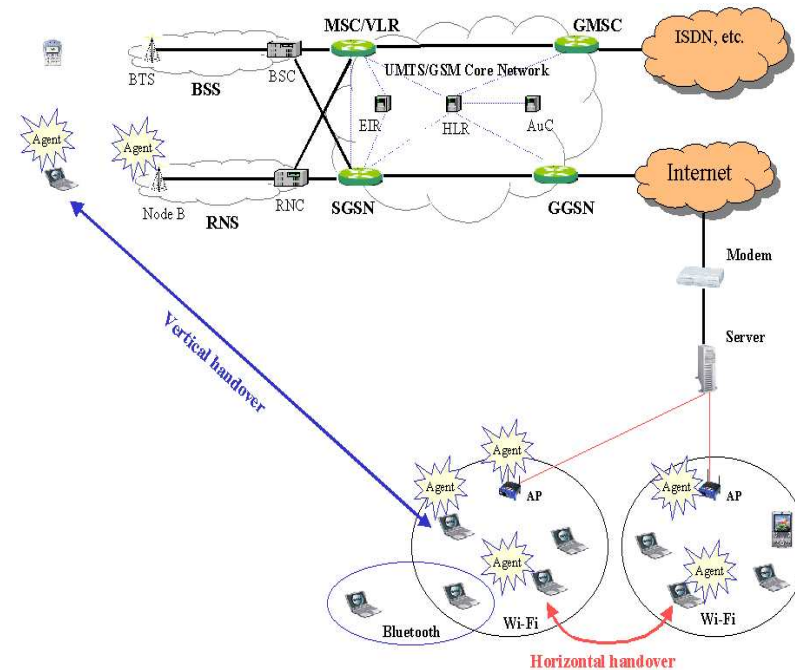 MSC/VLR
GMSC
ISDN, etc.
BTS
BSS
BSC
UMTS/GSM Core Network
EIR
HLR
AuC
Agent
Agent
Node B
RNS
RNC
SGSN
GGSN
Internet
Modem
Vertical handover
Server
Agent
AP
Agent
Agent
AP
Agent
Agent
Bluetooth
Wi-Fi
Wi-Fi
Horizontal handover